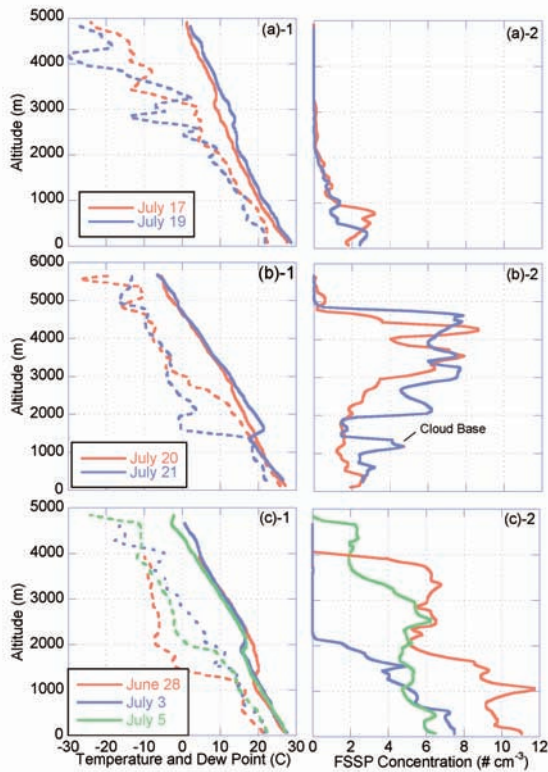 5000
(a)-1
(a)-2
4000
3000
2000
1000
0
Altitude (m)
July 17
July 19
6000
(b)-1
(b)-2
5000
4000
3000
2000
1000
0
Altitude (m)
July 20
July 21
Cloud Base
5000
(c)-1
(c)-2
4000
3000
2000
1000
0
Altitude (m)
June 28
July 3
July 5
-30 -20 -10 0 10 20 30
0 2 4 6 8 10 12
Temperature and Dew Point (C)
FSSP Concentration (# cm-3)